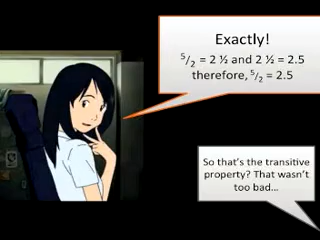 Exactly!
⁵/₂ = 2 ½ and 2 ½ = 2.5
therefore, ⁵/₂ = 2.5
So that's the transitive
property? That wasn't
too bad...